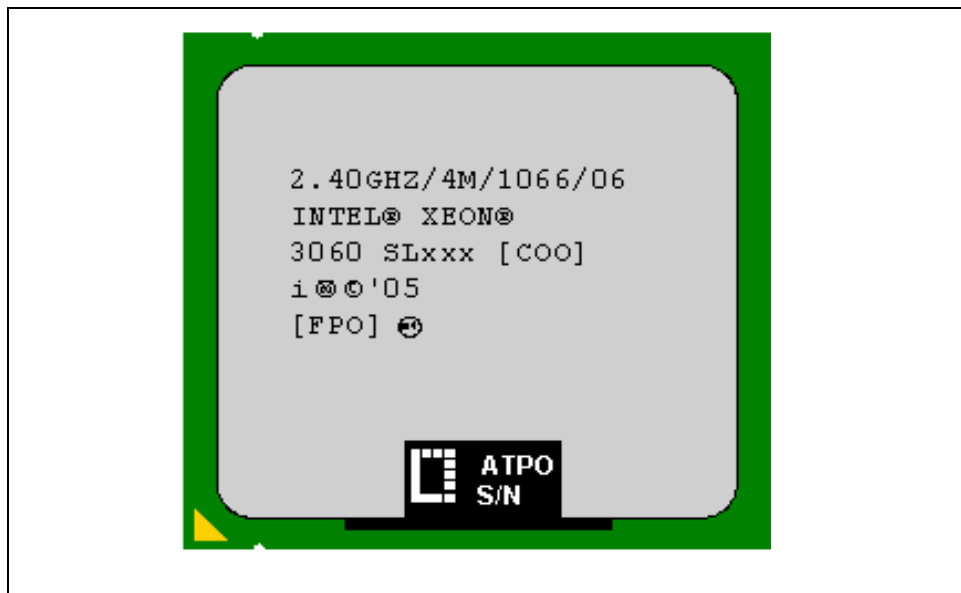 2.40GHZ/4M/1066/06
INTEL® XEON®
3060 SLxxx [COO]
i®©'05
[FPO] 
ATPO
S/N